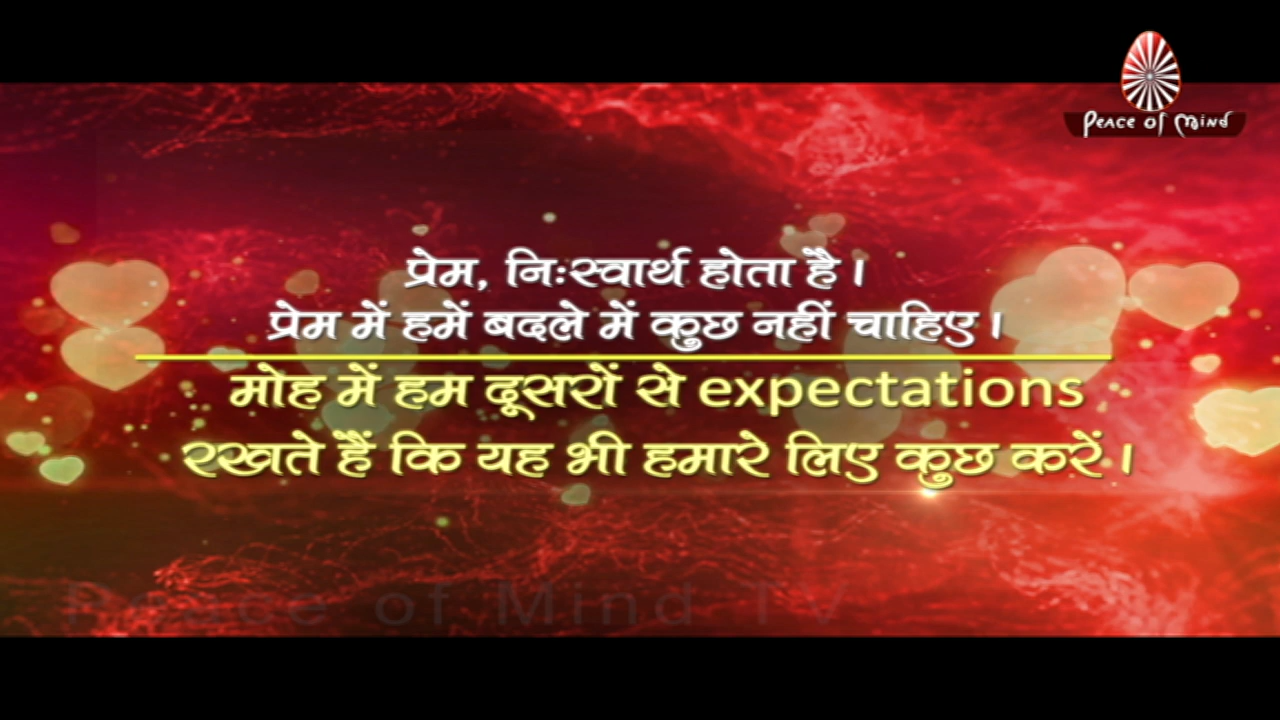 Peace of Mind
प्रेम, निःस्वार्थ होता है।
प्रेम में हमें बदले में कुछ नहीं चाहिए।
मोह में हम दूसरों से expectations
रखते हैं कि यह भी हमारे लिए कुछ करें।
Peace of Mind TV